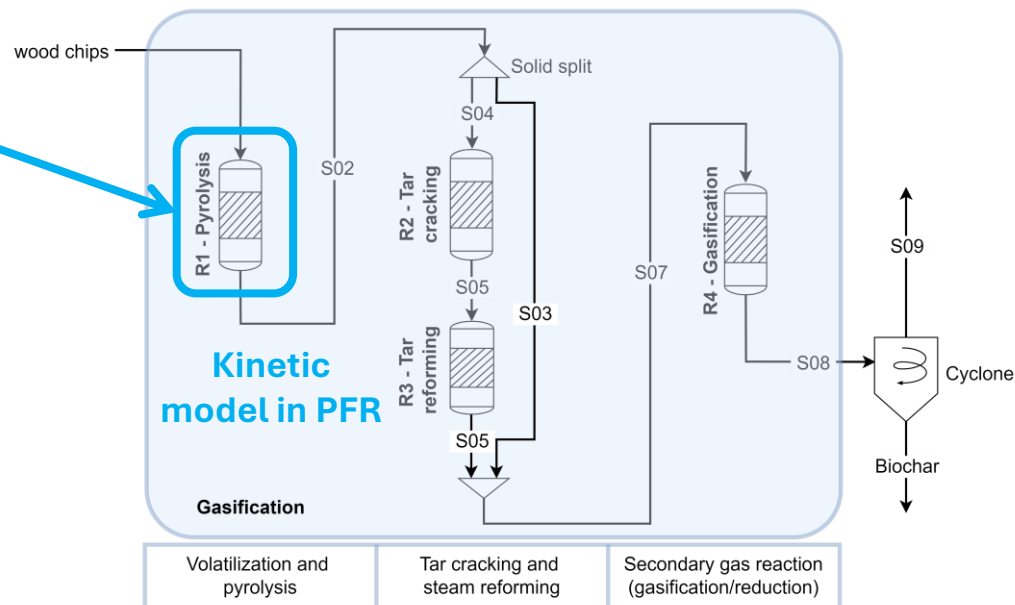 wood chips
Solid split
S04
S02
R1 - Pyrolysis
R2 - Tar
cracking
R4 - Gasification
S09
S07
S05
S03
R3 - Tar
reforming
Kinetic
model in PFR
S08
Cyclone
S05
Biochar
Gasification
Volatilization and
pyrolysis
Tar cracking and
steam reforming
Secondary gas reaction
(gasification/reduction)